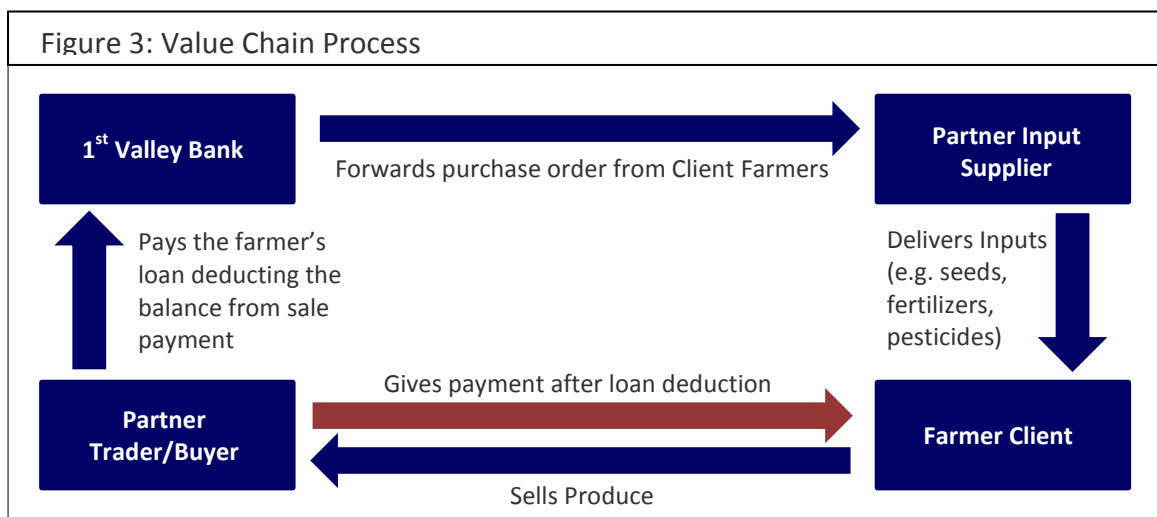 Figure 3: Value Chain Process
1st Valley Bank
Partner Input
Supplier
Forwards purchase order from Client Farmers
Pays the farmer’s
loan deducting the
balance from sale
payment
Delivers Inputs
(e.g. seeds,
fertilizers,
pesticides)
Gives payment after loan deduction
Partner
Trader/Buyer
Farmer Client
Sells Produce